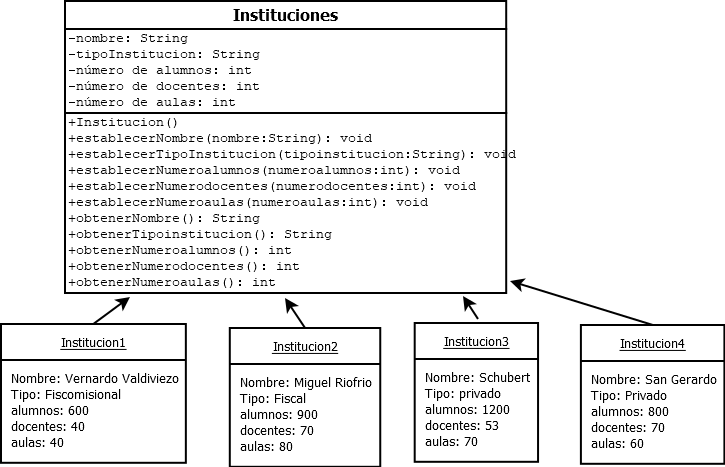 Instituciones
-nombre: String
-tipoInstitucion: String
-número de alumnos: int
-número de docentes: int
-número de aulas: int
+Institucion()
+establecerNombre(nombre:String): void
+establecerTipoInstitucion(tipoinstitucion:String): void
+establecerNumeroalumnos(numeroalumnos:int): void
+establecerNumerodocentes(numerodocentes:int): void
+establecerNumeroaulas(numeroaulas:int): void
+obtenerNombre(): String
+obtenerTipoinstitucion(): String
+obtenerNumeroalumnos(): int
+obtenerNumerodocentes(): int
+obtenerNumeroaulas(): int
Institucion1
Nombre: Vernardo Valdiviezo
Tipo: Fiscomisional
alumnos: 600
docentes: 40
aulas: 40
Institucion2
Nombre: Miguel Riofrio
Tipo: Fiscal
alumnos: 900
docentes: 70
aulas: 80
Institucion3
Nombre: Schubert
Tipo: privado
alumnos: 1200
docentes: 53
aulas: 70
Institucion4
Nombre: San Gerardo
Tipo: Privado
alumnos: 800
docentes: 70
aulas: 60